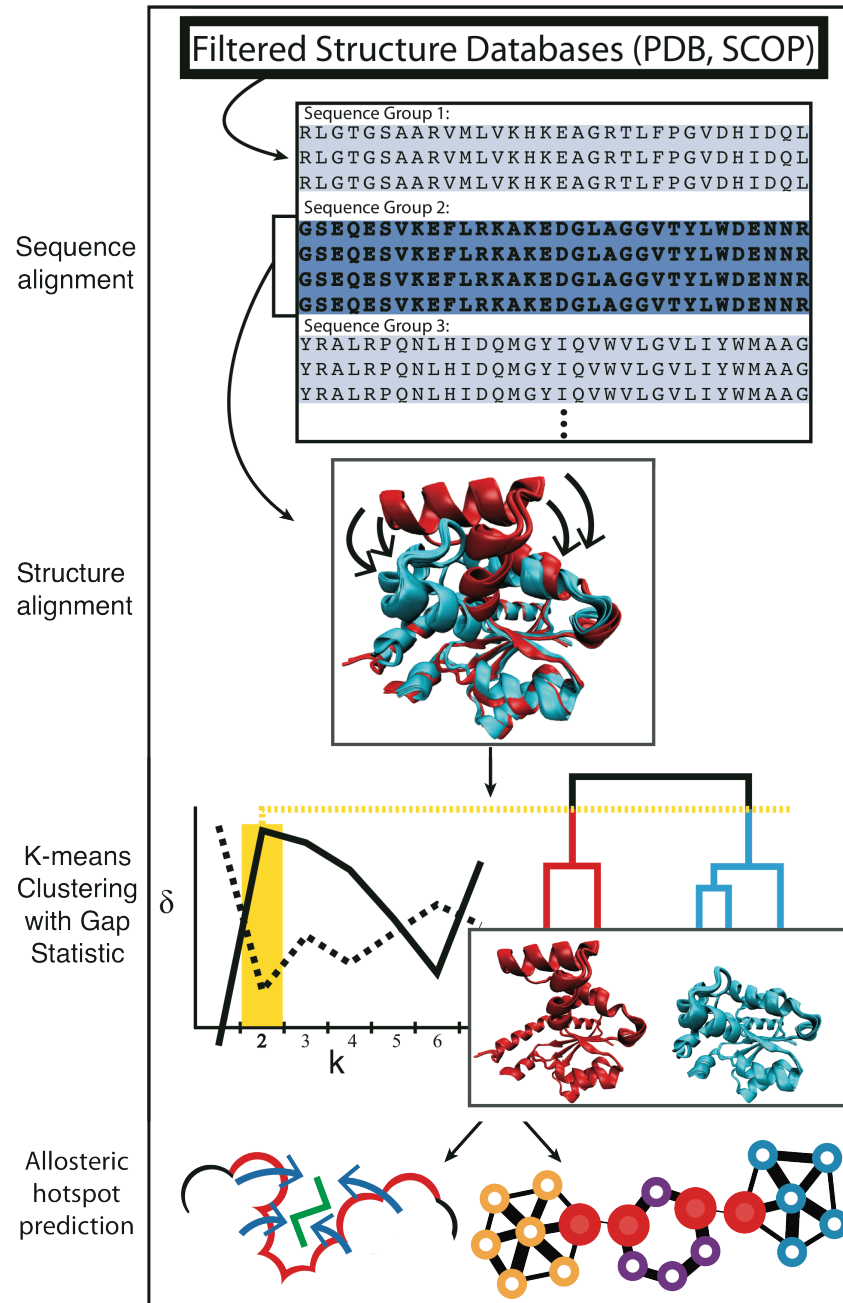 Filtered Structure Databases (PDB, SCOP)
Sequence Group 1:
RLGTGSAARVMLVKHKEAGRTLFPGVDHIDQL
RLGTGSAARVMLVKHKEAGRTLFPGVDHIDQL
RLGTGSAARVMLVKHKEAGRTLFPGVDHIDQL
Sequence Group 2:
GSEQESVKEFLRKAKEDGLAGGVTYLWDENNR
GSEQESVKEFLRKAKEDGLAGGVTYLWDENNR
GSEQESVKEFLRKAKEDGLAGGVTYLWDENNR
GSEQESVKEFLRKAKEDGLAGGVTYLWDENNR
Sequence Group 3:
YRALRPQNLHIDQMGYIQVWVLGVLIYWMAAG
YRALRPQNLHIDQMGYIQVWVLGVLIYWMAAG
YRALRPQNLHIDQMGYIQVWVLGVLIYWMAAG
Sequence
alignment
Structure
alignment
K-means
Clustering
with Gap
Statistic
δ
2 3 4 5 6
k
Allosteric
hotspot
prediction